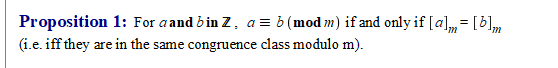 Proposition 1: For a and b in Z, a ≡ b (mod m) if and only if [a]ₘ = [b]ₘ
(i.e. iff they are in the same congruence class modulo m).